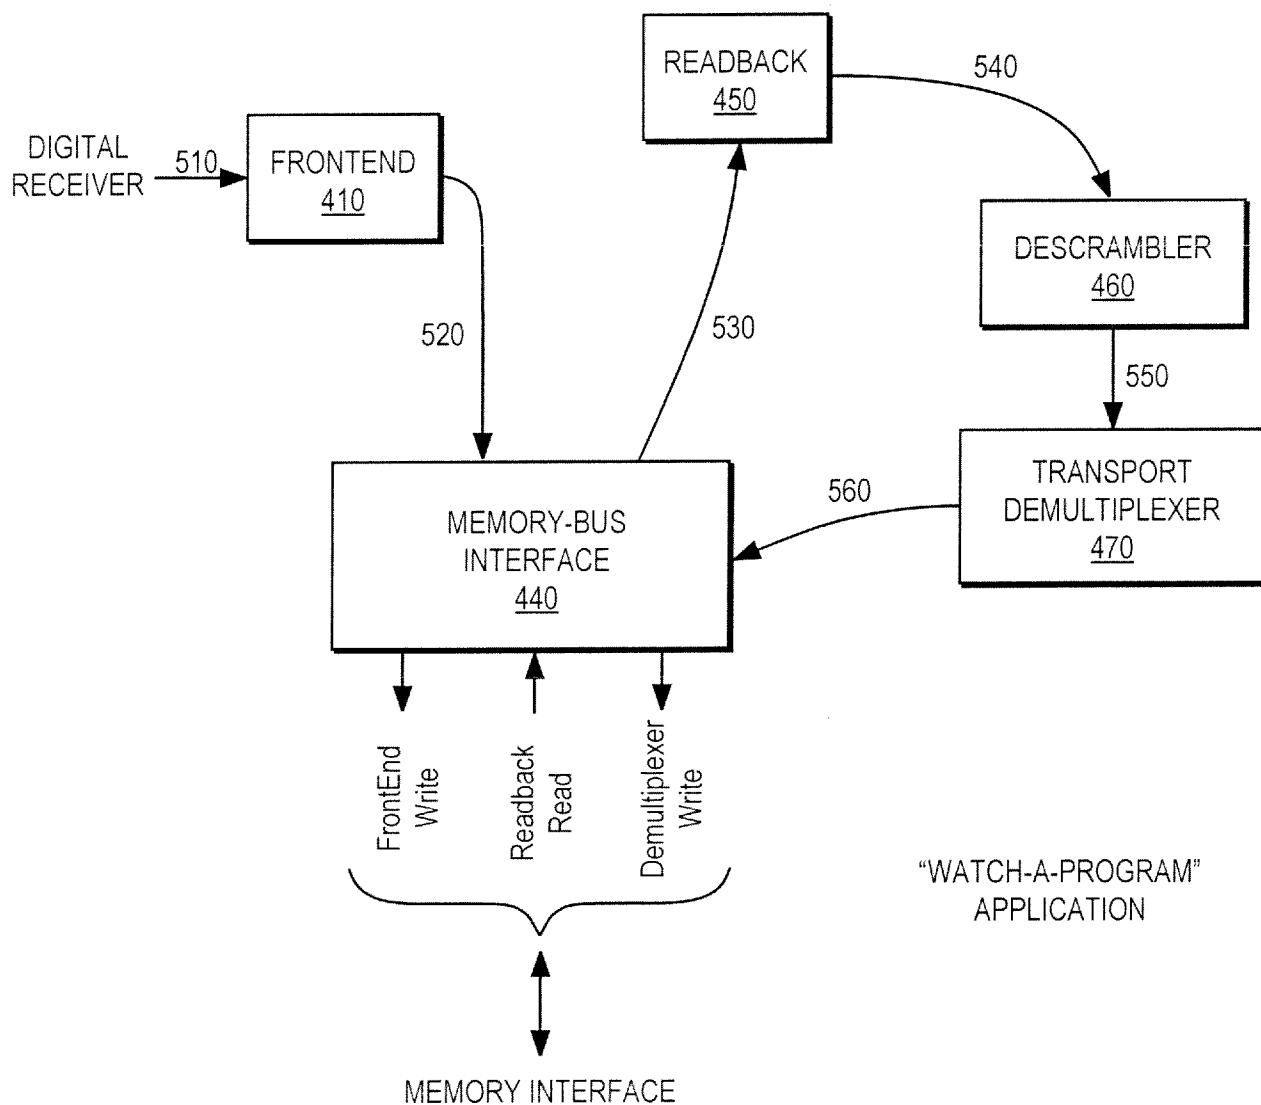 READBACK
450
540
DIGITAL
RECEIVER
510
FRONTEND
410
DESCRAMBLER
460
520
530
550
TRANSPORT
DEMULTIPLEXER
470
560
MEMORY-BUS
INTERFACE
440
FrontEnd
Write
Readback
Read
Demultiplexer
Write
“WATCH-A-PROGRAM”
APPLICATION
MEMORY INTERFACE